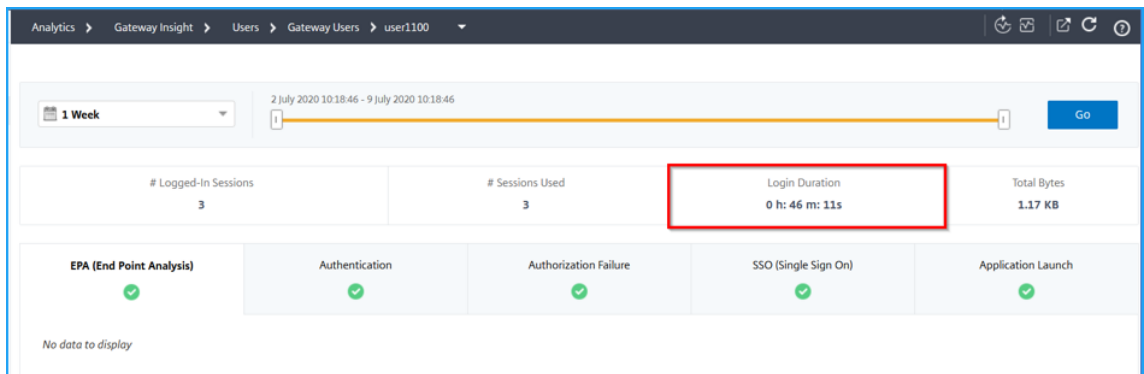 Analytics > Gateway Insight > Users > Gateway Users > user1100
2 July 2020 10:18:46 - 9 July 2020 10:18:46
1 Week
Go
# Logged-In Sessions # Sessions Used Login Duration Total Bytes
3 3 0 h: 46 m: 11s 1.17 KB
EPA (End Point Analysis) Authentication Authorization Failure SSO (Single Sign On) Application Launch
No data to display